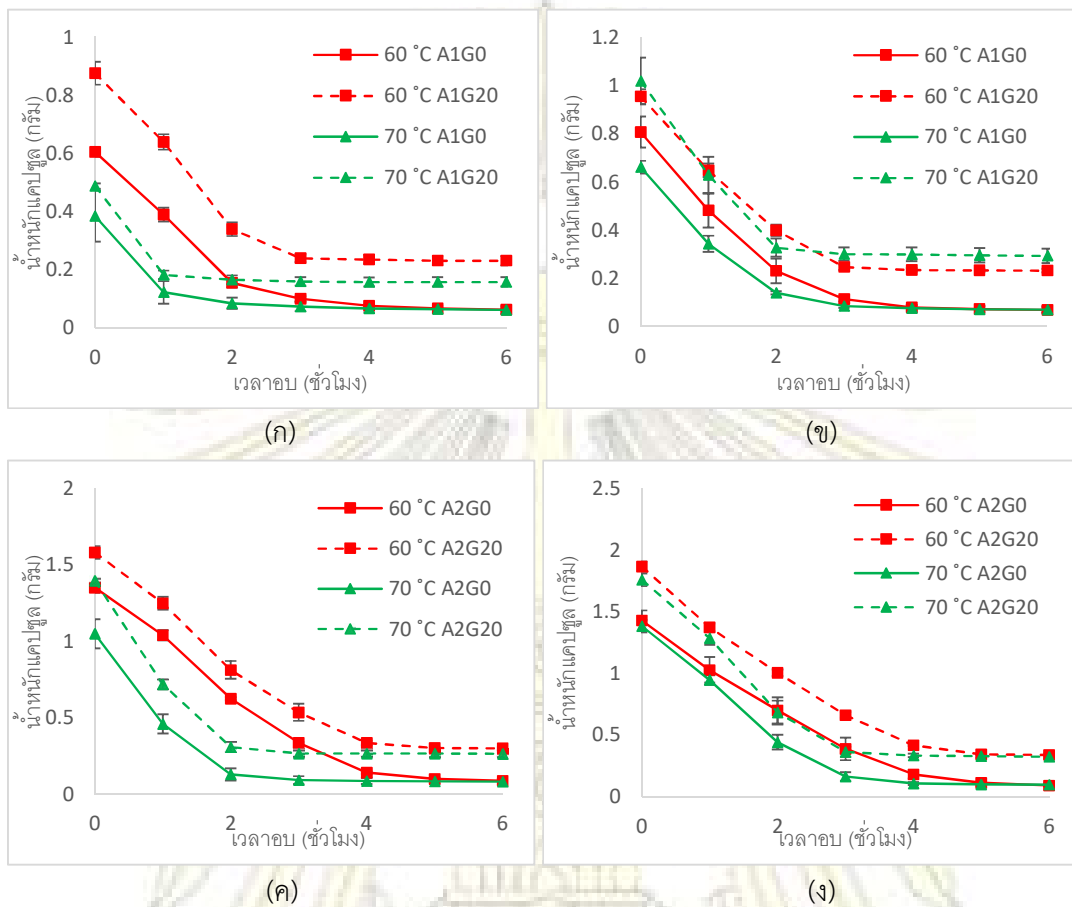 น้ำหนักแคปซูล (กรัม)
1
0.8
0.6
0.4
0.2
0
0 2 4 6
เวลาอบ (ชั่วโมง)
60 °C A1G0
60 °C A1G20
70 °C A1G0
70 °C A1G20
(ก)
น้ำหนักแคปซูล (กรัม)
1.2
1
0.8
0.6
0.4
0.2
0
0 2 4 6
เวลาอบ (ชั่วโมง)
60 °C A1G0
60 °C A1G20
70 °C A1G0
70 °C A1G20
(ข)
น้ำหนักแคปซูล (กรัม)
2
1.5
1
0.5
0
0 2 4 6
เวลาอบ (ชั่วโมง)
60 °C A2G0
60 °C A2G20
70 °C A2G0
70 °C A2G20
(ค)
น้ำหนักแคปซูล (กรัม)
2.5
2
1.5
1
0.5
0
0 2 4 6
เวลาอบ (ชั่วโมง)
60 °C A2G0
60 °C A2G20
70 °C A2G0
70 °C A2G20
(ง)